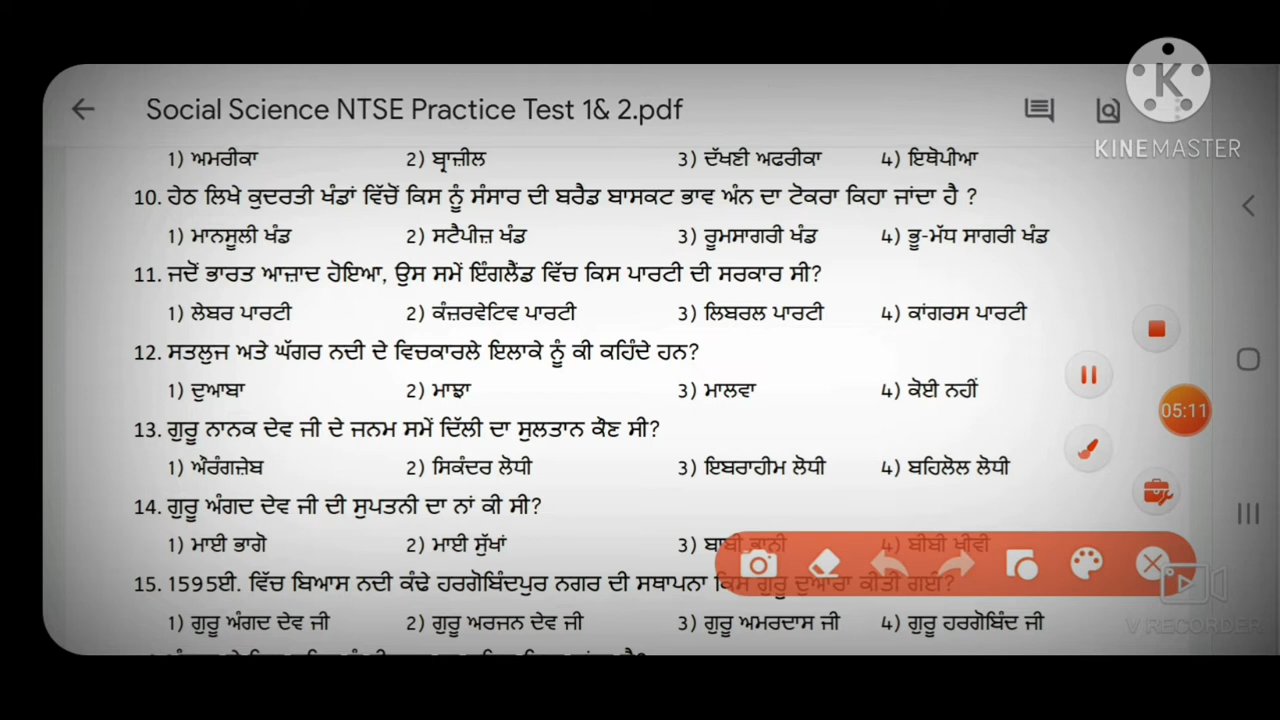 Social Science NTSE Practice Test 1& 2.pdf
KINEMASTER
1) ਅਮਰੀਕਾ 2) ਬ੍ਰਾਜ਼ੀਲ 3) ਦੱਖਣੀ ਅਫਰੀਕਾ 4) ਇਥੋਪੀਆ
10. ਹੇਠ ਲਿਖੇ ਕੁਦਰਤੀ ਖੰਡਾਂ ਵਿੱਚੋਂ ਕਿਸ ਨੂੰ ਸੰਸਾਰ ਦੀ ਬਰੈਡ ਬਾਸਕਟ ਭਾਵ ਅੰਨ ਦਾ ਟੋਕਰਾ ਕਿਹਾ ਜਾਂਦਾ ਹੈ ?
1) ਮਾਨਸੂਲੀ ਖੰਡ 2) ਸਟੈਪੀਜ਼ ਖੰਡ 3) ਰੂਮਸਾਗਰੀ ਖੰਡ 4) ਭੂ-ਮੱਧ ਸਾਗਰੀ ਖੰਡ
11. ਜਦੋਂ ਭਾਰਤ ਆਜ਼ਾਦ ਹੋਇਆ, ਉਸ ਸਮੇਂ ਇੰਗਲੈਂਡ ਵਿੱਚ ਕਿਸ ਪਾਰਟੀ ਦੀ ਸਰਕਾਰ ਸੀ?
1) ਲੇਬਰ ਪਾਰਟੀ 2) ਕੰਜ਼ਰਵੇਟਿਵ ਪਾਰਟੀ 3) ਲਿਬਰਲ ਪਾਰਟੀ 4) ਕਾਂਗਰਸ ਪਾਰਟੀ
12. ਸਤਲੁਜ ਅਤੇ ਘੱਗਰ ਨਦੀ ਦੇ ਵਿਚਕਾਰਲੇ ਇਲਾਕੇ ਨੂੰ ਕੀ ਕਹਿੰਦੇ ਹਨ?
1) ਦੁਆਬਾ 2) ਮਾਝਾ 3) ਮਾਲਵਾ 4) ਕੋਈ ਨਹੀਂ
05:11
13. ਗੁਰੂ ਨਾਨਕ ਦੇਵ ਜੀ ਦੇ ਜਨਮ ਸਮੇਂ ਦਿੱਲੀ ਦਾ ਸੁਲਤਾਨ ਕੋਣ ਸੀ?
1) ਔਰੰਗਜ਼ੇਬ 2) ਸਿਕੰਦਰ ਲੋਧੀ 3) ਇਬਰਾਹੀਮ ਲੋਧੀ 4) ਬਹਿਲੋਲ ਲੋਧੀ
14. ਗੁਰੂ ਅੰਗਦ ਦੇਵ ਜੀ ਦੀ ਸੁਪਤਨੀ ਦਾ ਨਾਂ ਕੀ ਸੀ?
1) ਮਾਈ ਭਾਗੋ 2) ਮਾਈ ਸੁੱਖਾਂ 3) ਬਾਬੀ ਭਾਨੀ 4) ਬੀਬੀ ਖੀਵੀ
15. 1595ਈ. ਵਿੱਚ ਬਿਆਸ ਨਦੀ ਕੰਢੇ ਹਰਗੋਬਿੰਦਪੁਰ ਨਗਰ ਦੀ ਸਥਾਪਨਾ ਕਿਸ ਗੁਰੂ ਦੁਆਰਾ ਕੀਤੀ ਗਈ?
1) ਗੁਰੂ ਅੰਗਦ ਦੇਵ ਜੀ 2) ਗੁਰੂ ਅਰਜਨ ਦੇਵ ਜੀ 3) ਗੁਰੂ ਅਮਰਦਾਸ ਜੀ 4) ਗੁਰੂ ਹਰਗੋਬਿੰਦ ਜੀ
V RECORDER